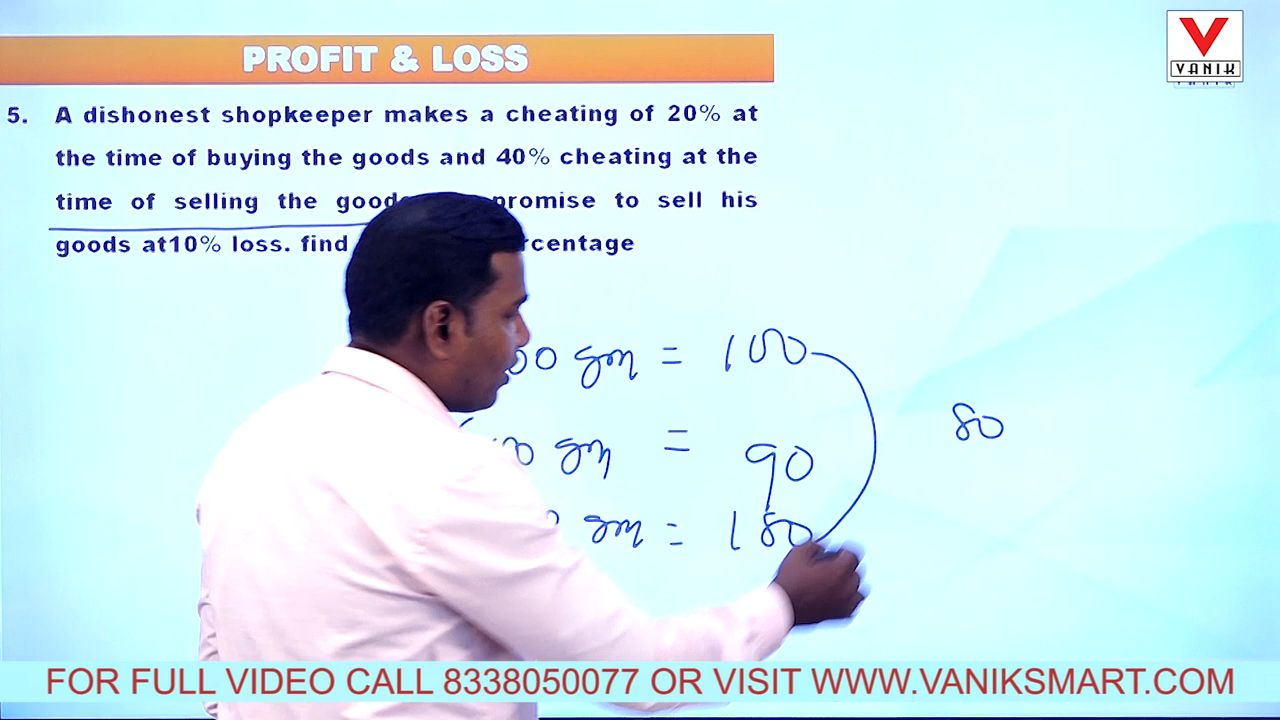 PROFIT & LOSS
VANIK
5. A dishonest shopkeeper makes a cheating of 20% at
the time of buying the goods and 40% cheating at the
time of selling the goods promise to sell his
goods at10% loss. find rcentage
00 gm = 100
80
00 gm = 90
gm = 180
FOR FULL VIDEO CALL 8338050077 OR VISIT WWW.VANIKSMART.COM